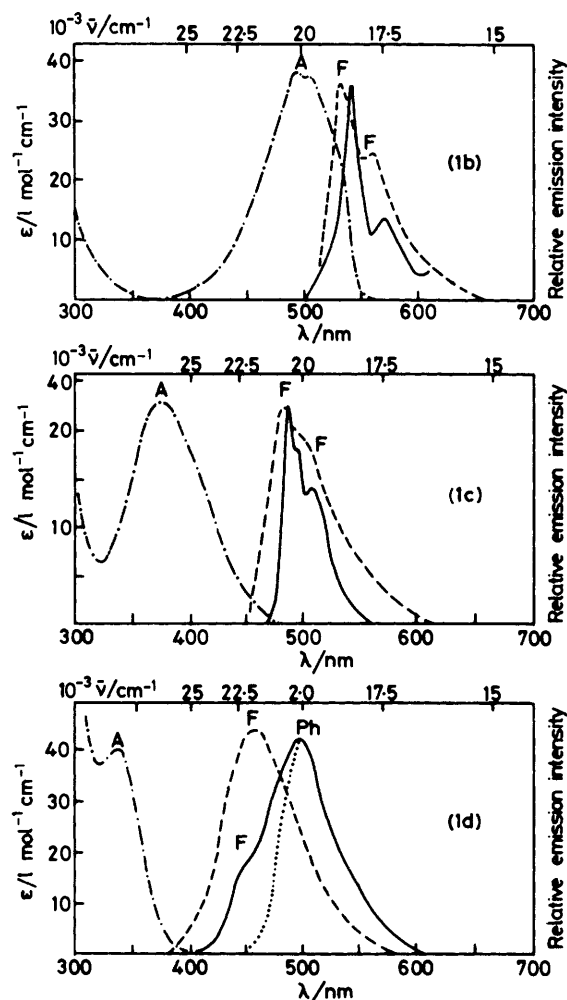 10⁻³ ν̄/cm⁻¹
25 22.5 20 17.5 15
40
30
20
10
ε/l mol⁻¹ cm⁻¹
A
F
F
(1b)
Relative emission intensity
300 400 500 600 700
λ/nm
10⁻³ ν̄/cm⁻¹
25 22.5 20 17.5 15
40
20
10
ε/l mol⁻¹ cm⁻¹
A
F
F
(1c)
Relative emission intensity
300 400 500 600 700
λ/nm
10⁻³ ν̄/cm⁻¹
25 22.5 2.0 17.5 15
40
30
20
10
ε/l mol⁻¹ cm⁻¹
A
F
Ph
F
(1d)
Relative emission intensity
300 400 500 600 700
λ/nm